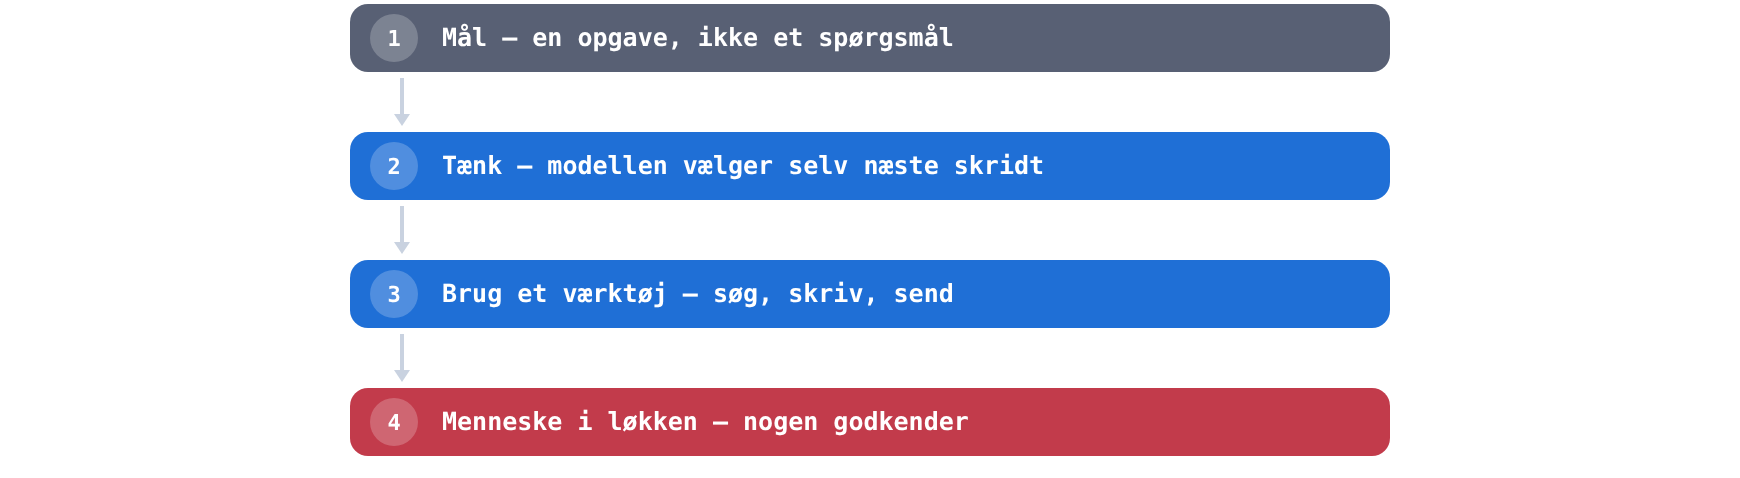 1 Mål – en opgave, ikke et spørgsmål
2 Tænk – modellen vælger selv næste skridt
3 Brug et værktøj – søg, skriv, send
4 Menneske i løkken – nogen godkender